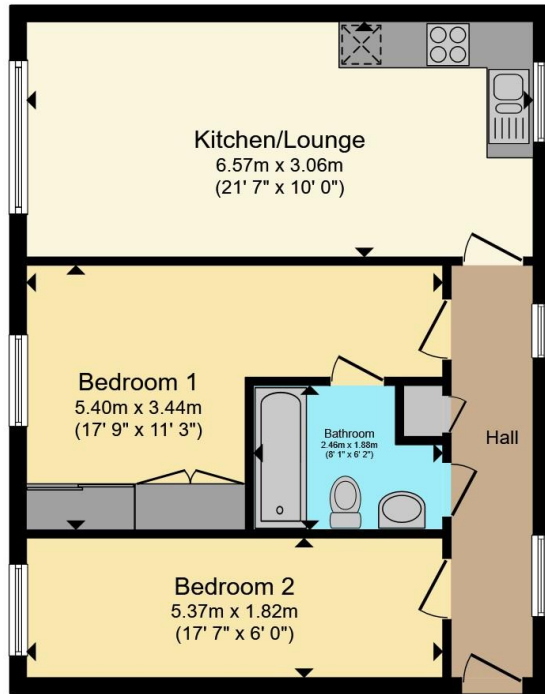 Kitchen/Lounge
6.57m x 3.06m
(21' 7" x 10' 0")
Bedroom 1
5.40m x 3.44m
(17' 9" x 11' 3")
Bathroom
2.46m x 1.88m
(8' 1" x 6' 2")
Hall
Bedroom 2
5.37m x 1.82m
(17' 7" x 6' 0")